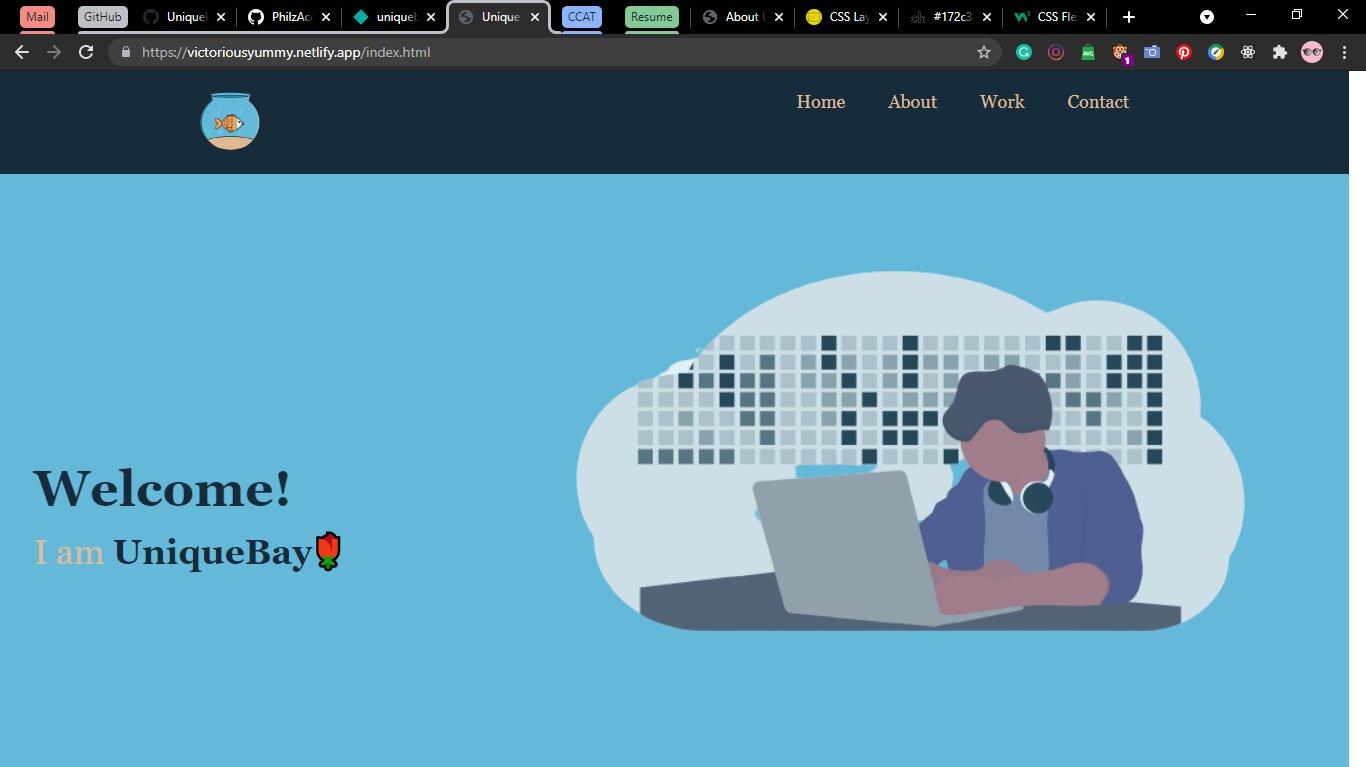 Mail GitHub Unique PhilzAc uniquel Unique CCAT Resume About CSS Lay #172c3 CSS Fle
https://victoriousyummy.netlify.app/index.html
Home About Work Contact
Welcome!
I am UniqueBay